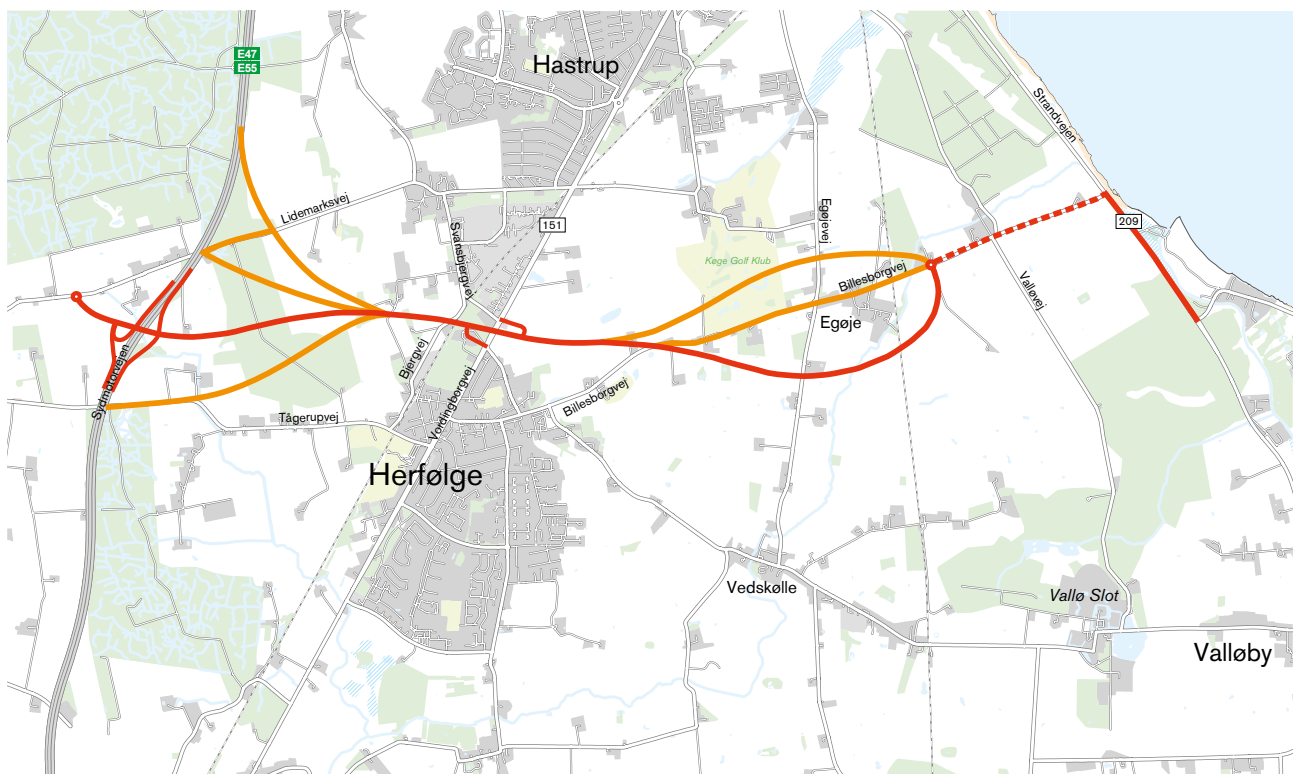 E47
E55
Hastrup
Strandvejen
Lidemarksvej
Svansbjergvej
151
Egøjevej
209
Køge Golf Klub
Billesborgvej
Valløvej
Egøje
Sydmotorvejen
Bjergvej
Vordingborgvej
Billesborgvej
Tågerupvej
Herfølge
Vedskølle
Vallø Slot
Valløby